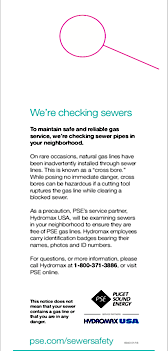 We're checking sewers
To maintain safe and reliable gas
service, we're checking sewer pipes in
your neighborhood.
On rare occasions, natural gas lines have
been inadvertently installed through sewer
lines. This is known as a "cross bore."
While posing no immediate danger, cross
bores can be hazardous if a cutting tool
ruptures the gas line while clearing a
blocked sewer.
As a precaution, PSE's service partner,
Hydromax USA, will be examining sewers
in your neighborhood to ensure they are
free of PSE gas lines. Hydromax employees
carry identification badges bearing their
names, photos and ID numbers.
For questions, or more information, please
call Hydromax at 1-800-371-3886, or visit
PSE online.
This notice does not
mean that your sewer
contains a gas line or
that you are in any
danger.
PSE PUGET
SOUND
ENERGY
HYDROMAX USA
pse.com/sewersafety